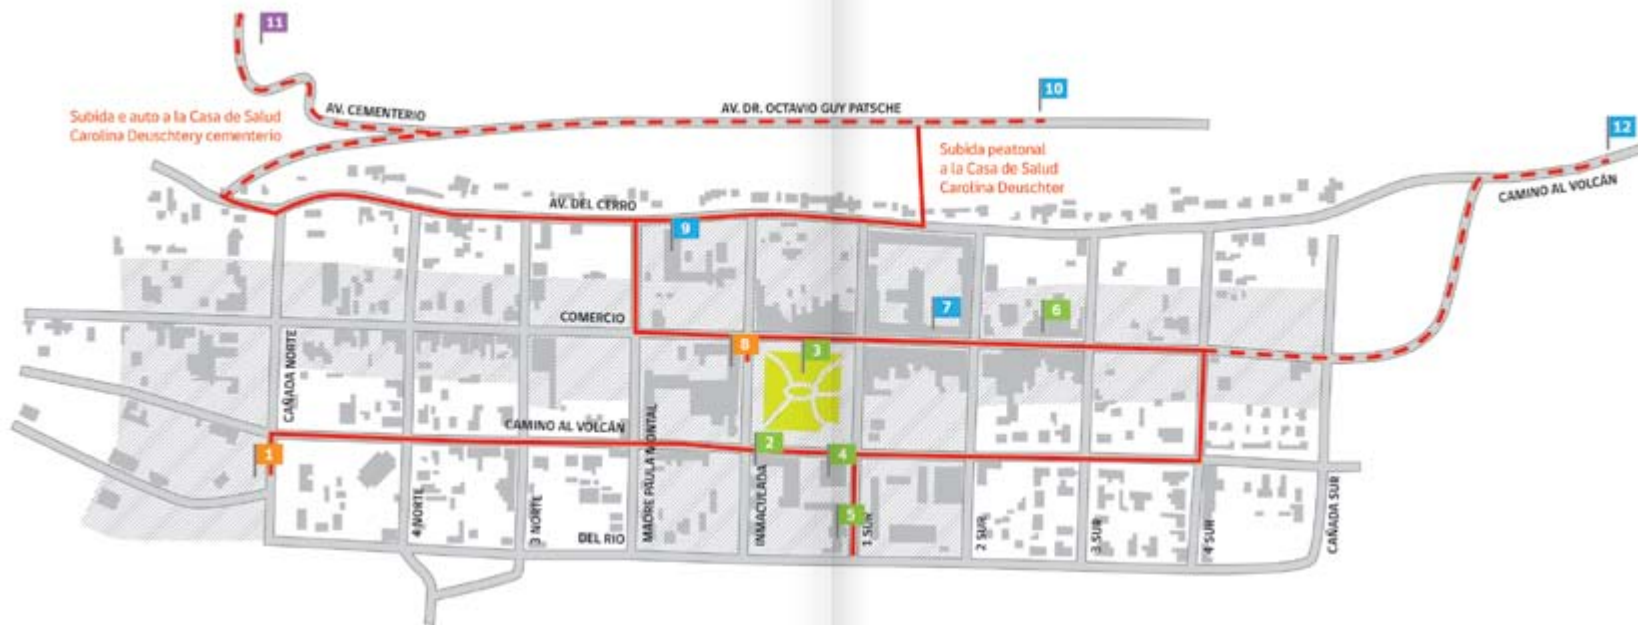 11
10
12
AV. CEMENTERIO
AV. DR. OCTAVIO GUY PATSCHE
Subida e auto a la Casa de Salud
Carolina Deuschtery cementerio
Subida peatonal
a la Casa de Salud
Carolina Deuschter
CAMINO AL VOLCÁN
AV. DEL CERRO
9
7
6
COMERCIO
8
3
CAÑADA NORTE
CAMINO AL VOLCÁN
2
4
1
5
4 NORTE
3 NORTE
DEL RIO
MADRE PAULA MONTAL
INMACULADA
1 SUR
2 SUR
3 SUR
4 SUR
CAÑADA SUR